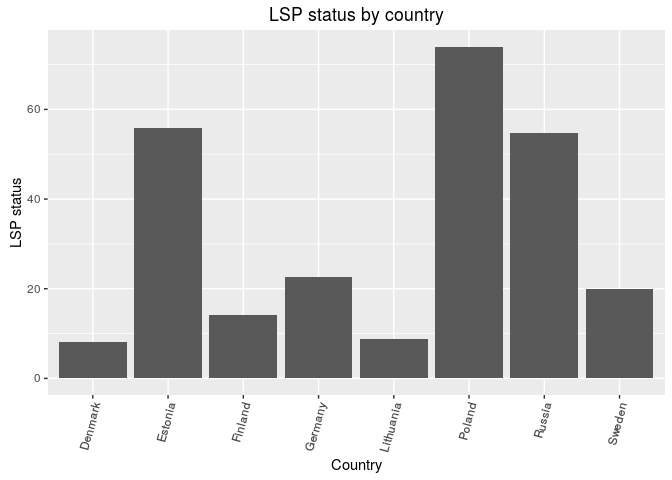 LSP status by country
LSP status
60
40
20
0
Denmark
Estonia
Finland
Germany
Lithuania
Poland
Russia
Sweden
Country